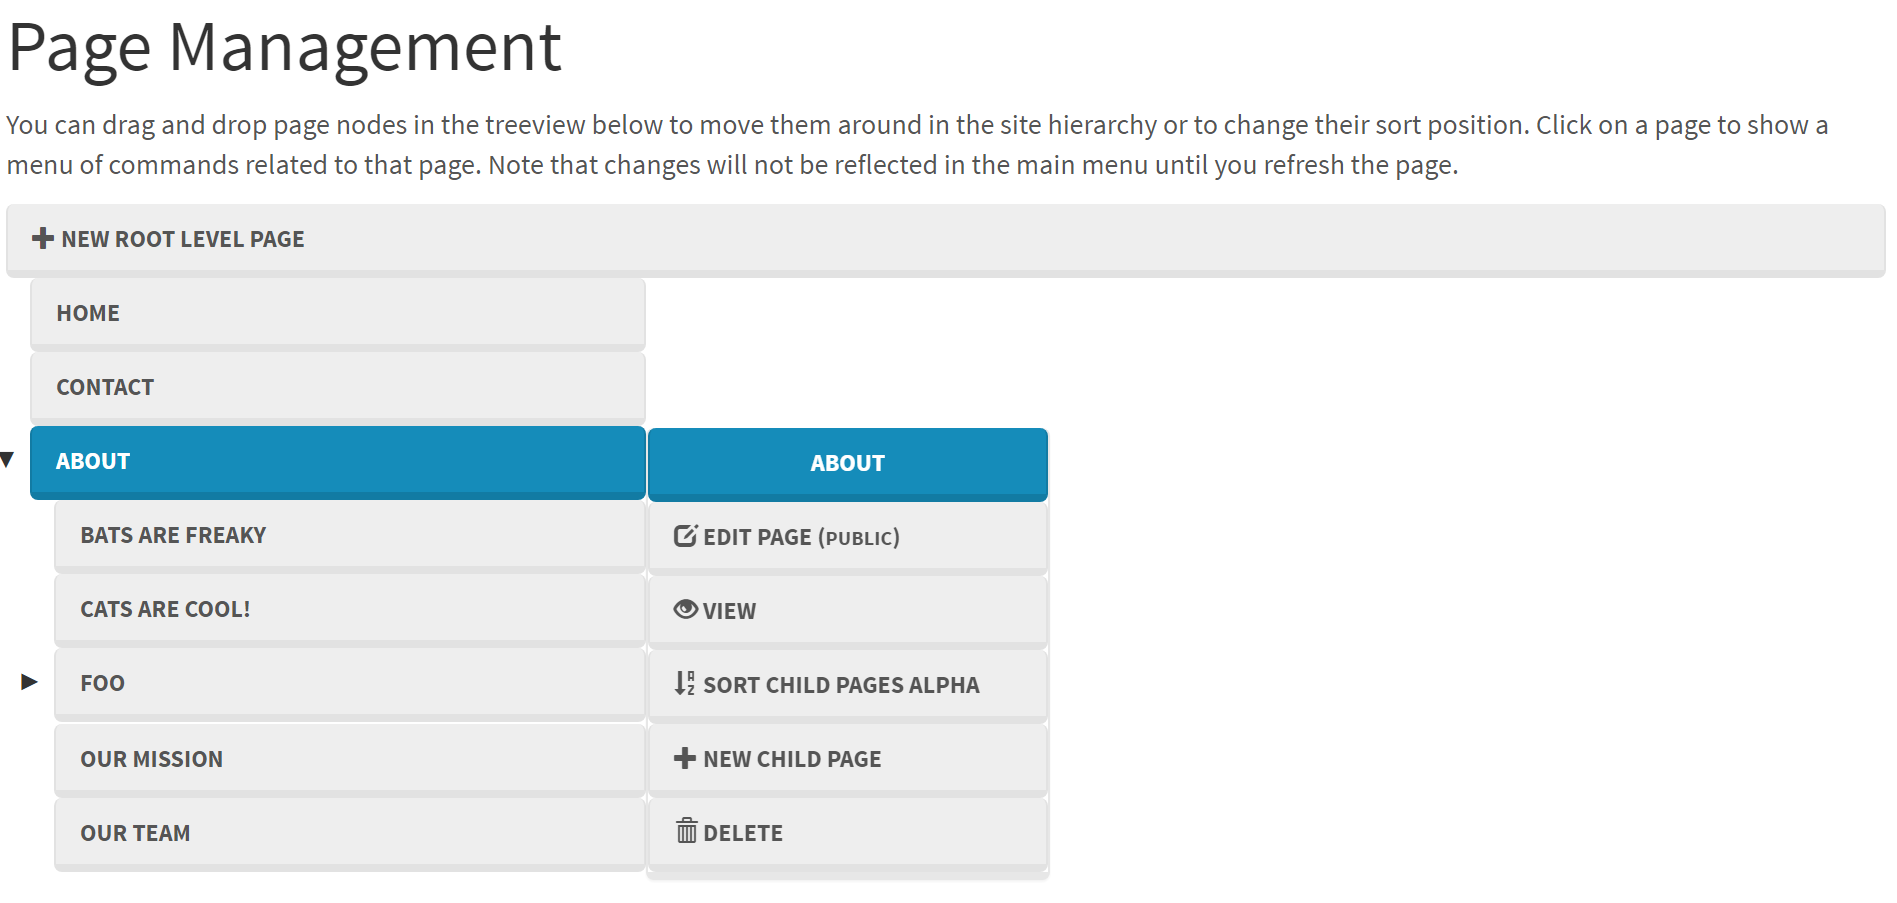 Page Management
You can drag and drop page nodes in the treeview below to move them around in the site hierarchy or to change their sort position. Click on a page to show a
menu of commands related to that page. Note that changes will not be reflected in the main menu until you refresh the page.
NEW ROOT LEVEL PAGE
HOME
CONTACT
ABOUT
BATS ARE FREAKY
CATS ARE COOL!
FOO
OUR MISSION
OUR TEAM
ABOUT
EDIT PAGE (PUBLIC)
VIEW
SORT CHILD PAGES ALPHA
NEW CHILD PAGE
DELETE